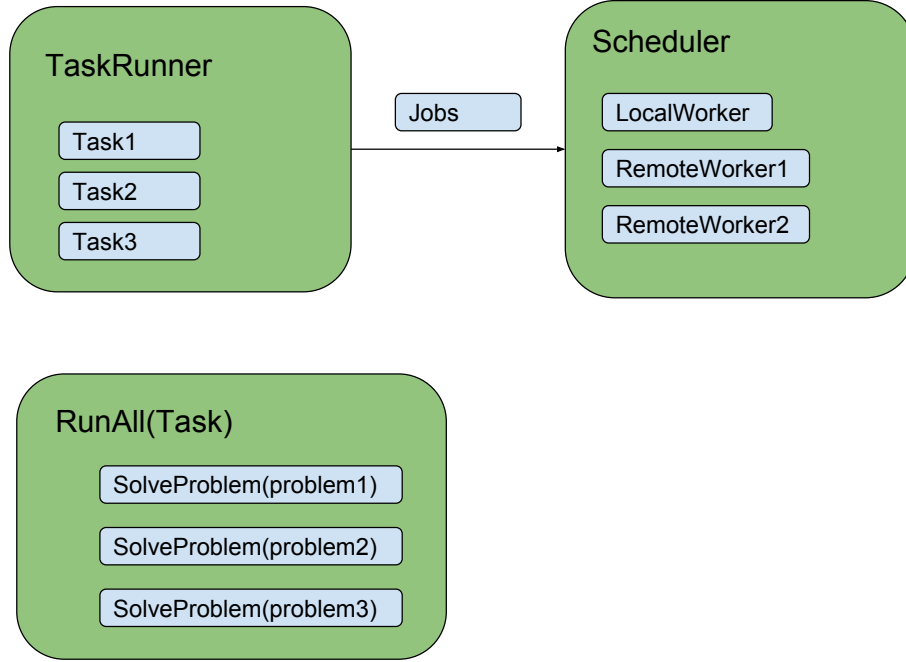 TaskRunner
Task1
Task2
Task3
Jobs
Scheduler
LocalWorker
RemoteWorker1
RemoteWorker2
RunAll(Task)
SolveProblem(problem1)
SolveProblem(problem2)
SolveProblem(problem3)